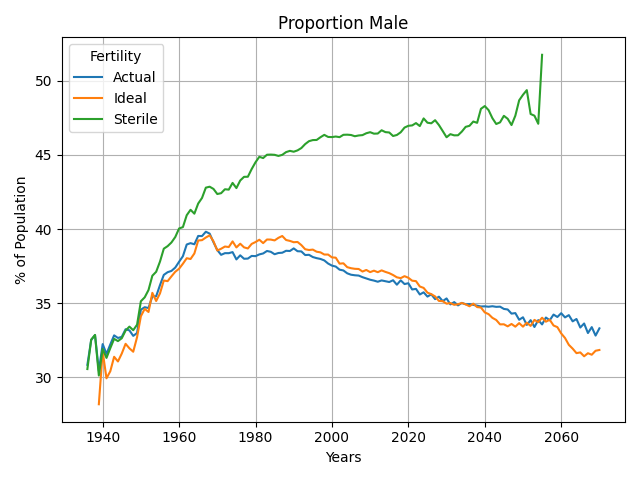 Proportion Male
Fertility
Actual
Ideal
Sterile
% of Population
50
45
40
35
30
1940 1960 1980 2000 2020 2040 2060
Years